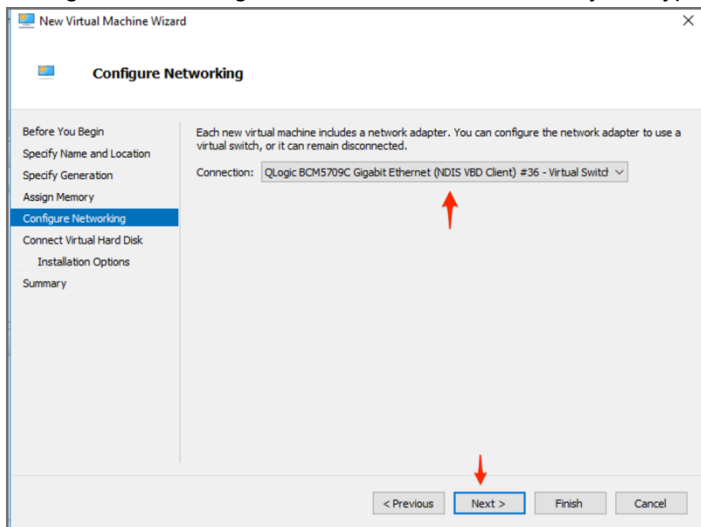 New Virtual Machine Wizard
Configure Networking
Before You Begin
Specify Name and Location
Specify Generation
Assign Memory
Configure Networking
Connect Virtual Hard Disk
Installation Options
Summary
Each new virtual machine includes a network adapter. You can configure the network adapter to use a
virtual switch, or it can remain disconnected.
Connection: QLogic BCM5709C Gigabit Ethernet (NDIS VBD Client) #36 - Virtual Switch
< Previous Next > Finish Cancel